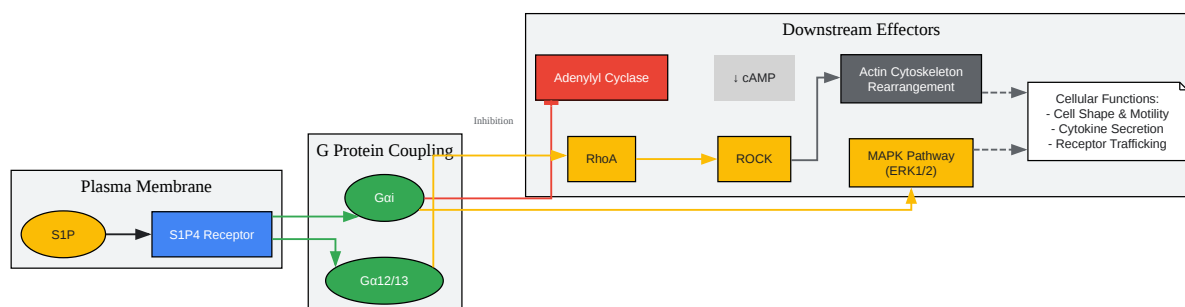 Downstream Effectors
Adenylyl Cyclase
↓ cAMP
Actin Cytoskeleton
Rearrangement
Cellular Functions:
- Cell Shape & Motility
- Cytokine Secretion
- Receptor Trafficking
Inhibition
G Protein Coupling
RhoA
ROCK
MAPK Pathway
(ERK1/2)
Plasma Membrane
Gαi
S1P
S1P4 Receptor
Gα12/13